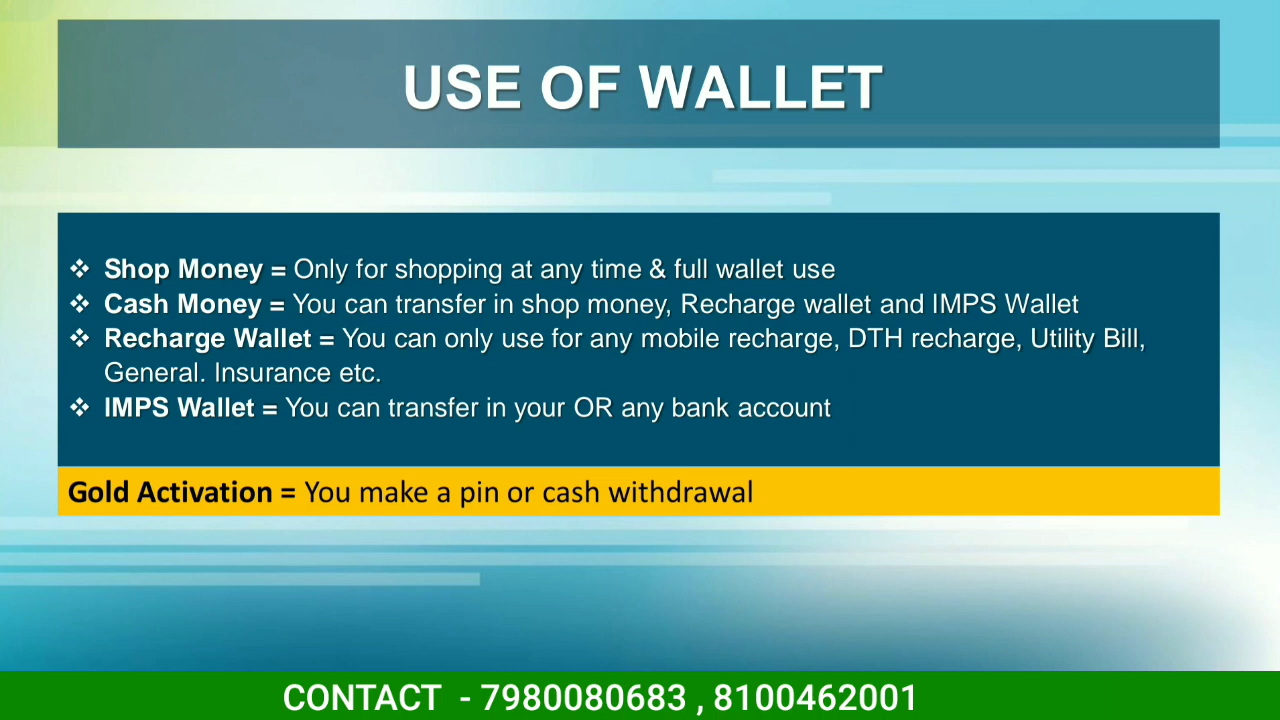 USE OF WALLET
❖ Shop Money = Only for shopping at any time & full wallet use
❖ Cash Money = You can transfer in shop money, Recharge wallet and IMPS Wallet
❖ Recharge Wallet = You can only use for any mobile recharge, DTH recharge, Utility Bill,
General. Insurance etc.
❖ IMPS Wallet = You can transfer in your OR any bank account
Gold Activation = You make a pin or cash withdrawal
CONTACT - 7980080683 , 8100462001